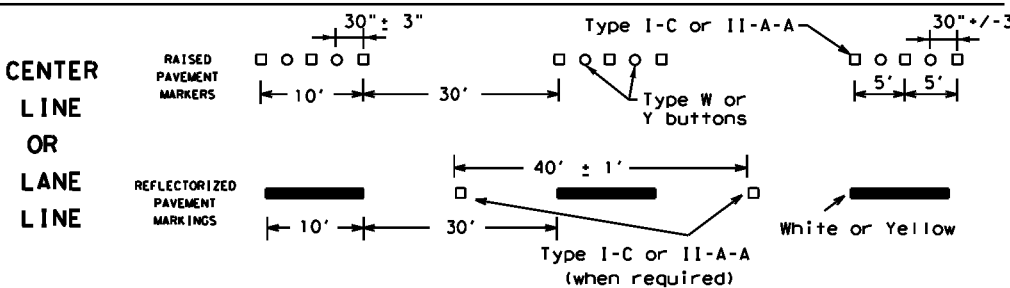 CENTER
LINE
OR
LANE
LINE
RAISED
PAVEMENT
MARKERS
30"± 3"
Type I-C or II-A-A
30"+/-3
10'
30'
Type W or
Y buttons
5'
5'
REFLECTORIZED
PAVEMENT
MARKINGS
40' ± 1'
10'
30'
Type I-C or II-A-A
(when required)
White or Yellow